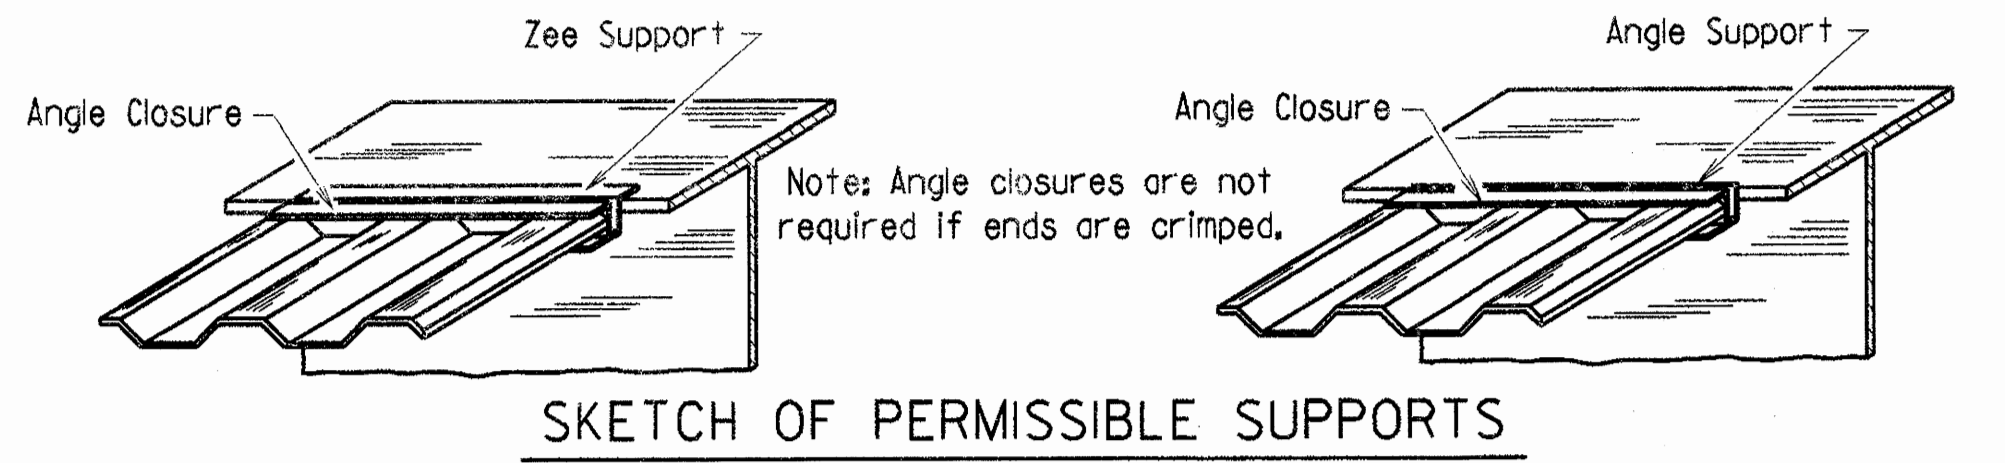 Zee Support
Angle Closure
Angle Support
Angle Closure
Note: Angle closures are not
required if ends are crimped.
SKETCH OF PERMISSIBLE SUPPORTS